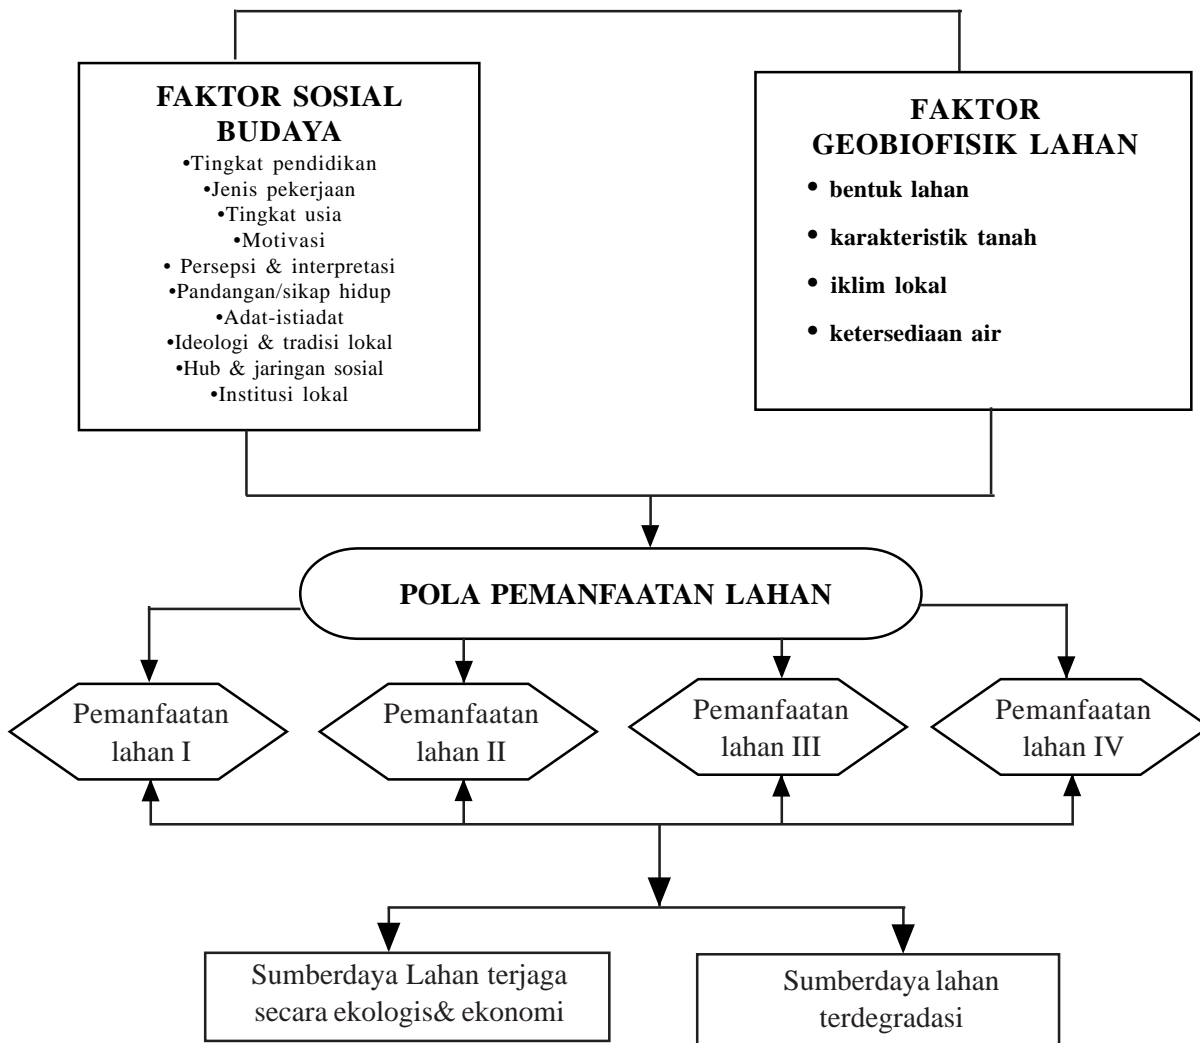 FAKTOR SOSIAL
BUDAYA
•Tingkat pendidikan
•Jenis pekerjaan
•Tingkat usia
•Motivasi
• Persepsi & interpretasi
•Pandangan/sikap hidup
•Adat-istiadat
•Ideologi & tradisi lokal
•Hub & jaringan sosial
•Institusi lokal
FAKTOR
GEOBIOFISIK LAHAN
• bentuk lahan
• karakteristik tanah
• iklim lokal
• ketersediaan air
POLA PEMANFAATAN LAHAN
Pemanfaatan
lahan I
Pemanfaatan
lahan II
Pemanfaatan
lahan III
Pemanfaatan
lahan IV
Sumberdaya Lahan terjaga
secara ekologis& ekonomi
Sumberdaya lahan
terdegradasi